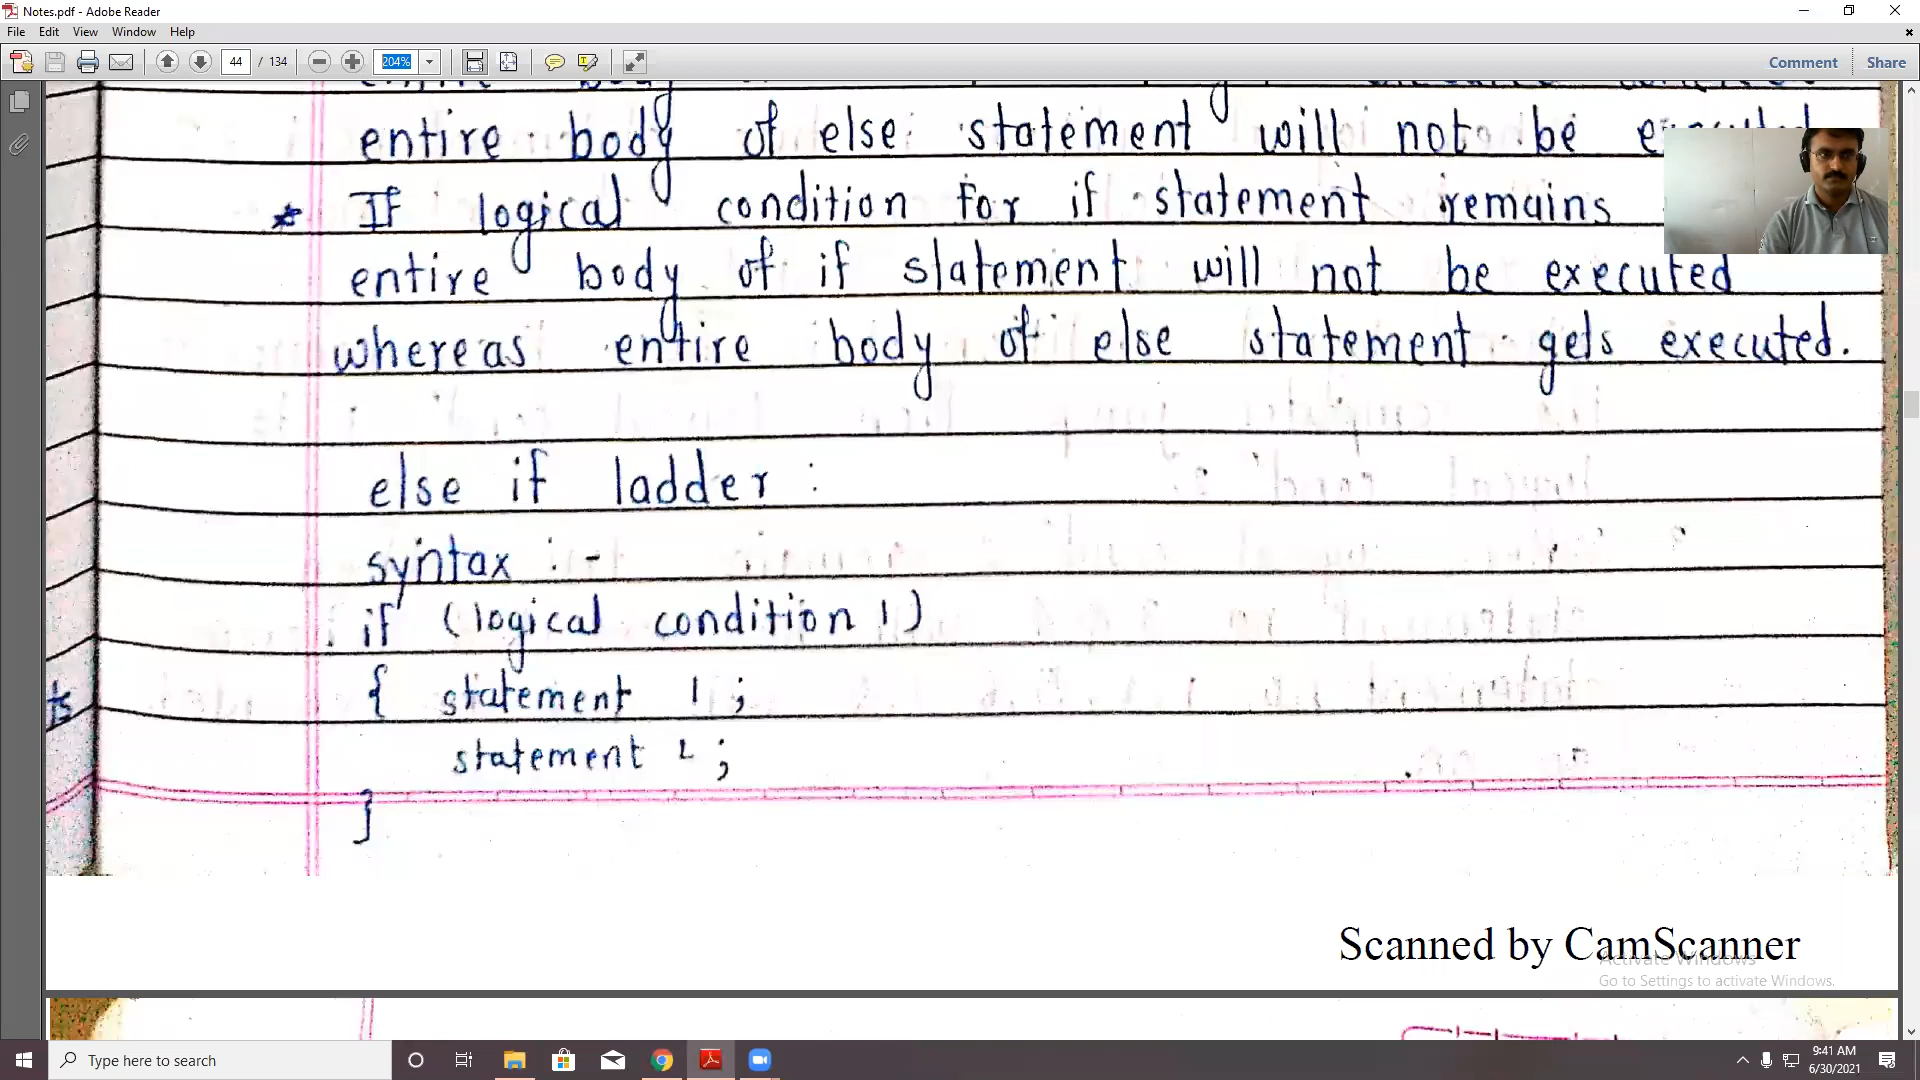 Notes.pdf - Adobe Reader
File Edit View Window Help
44 / 134 204% Comment Share
entire body of else statement will not be
* If logical condition for if statement remains
entire body of if statement will not be executed
whereas entire body of else statement gets executed.
else if ladder :
syntax :-
if (logical condition 1)
{ statement 1 ;
statement 2 ;
}
ts
Scanned by CamScanner
Activate Windows
Go to Settings to activate Windows.
Type here to search
9:41 AM
6/30/2021